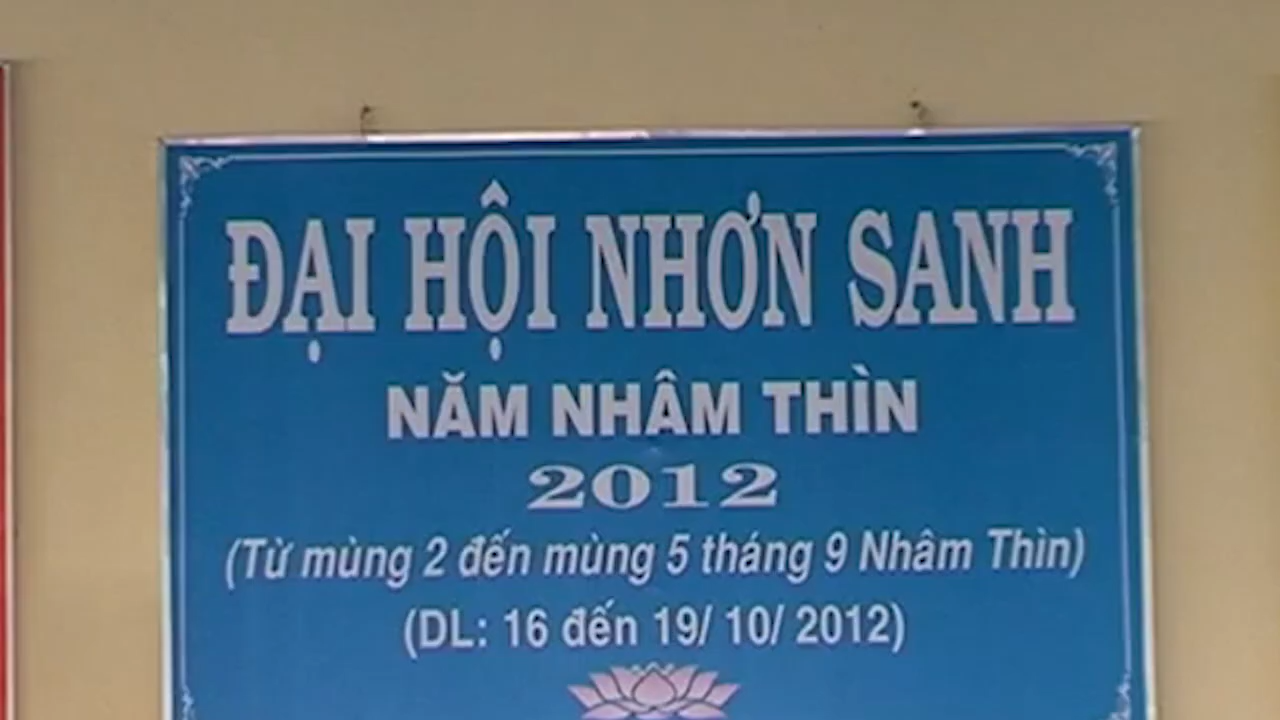 ĐẠI HỘI NHƠN SANH
NĂM NHÂM THÌN
2012
(Từ mùng 2 đến mùng 5 tháng 9 Nhâm Thìn)
(DL: 16 đến 19/ 10/ 2012)